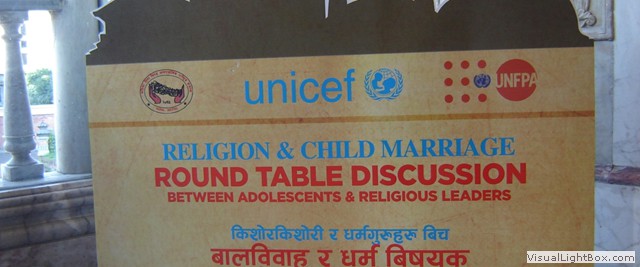 unicef UNFPA
RELIGION & CHILD MARRIAGE
ROUND TABLE DISCUSSION
BETWEEN ADOLESCENTS & RELIGIOUS LEADERS
किशोरकिशोरी र धर्मगुरुहरु बिच
बालविवाह र धर्म बिषयक
VisualLightBox.com